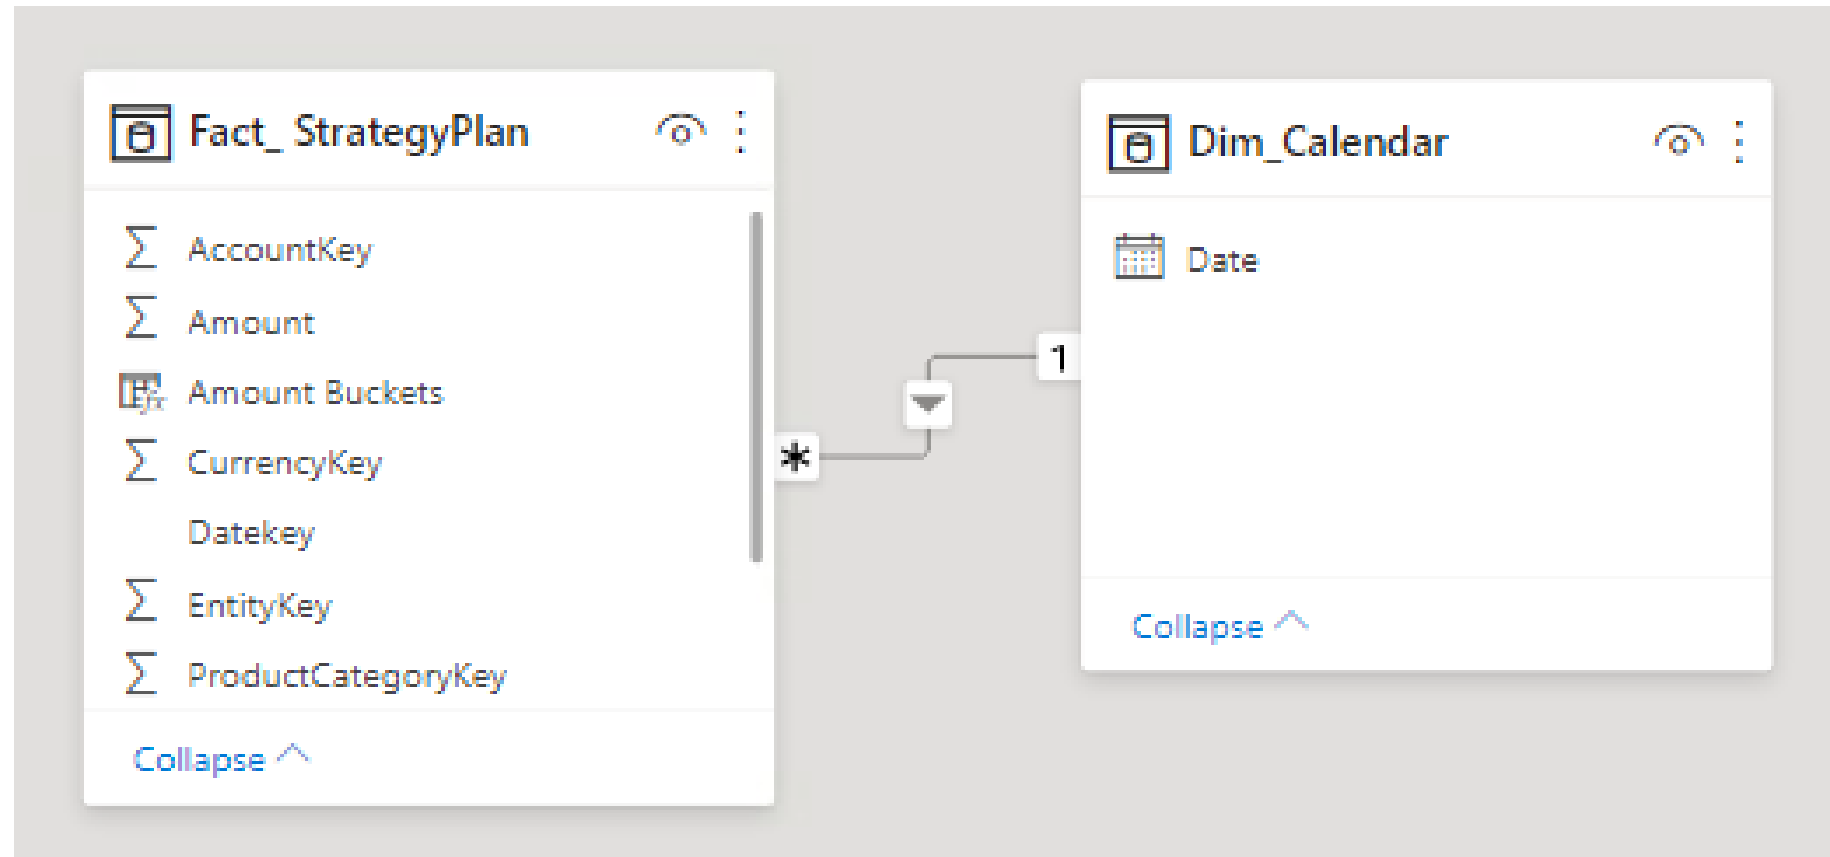 Fact_ StrategyPlan
AccountKey
Amount
Amount Buckets
CurrencyKey
Datekey
EntityKey
ProductCategoryKey
Collapse
*
1
Dim_Calendar
Date
Collapse